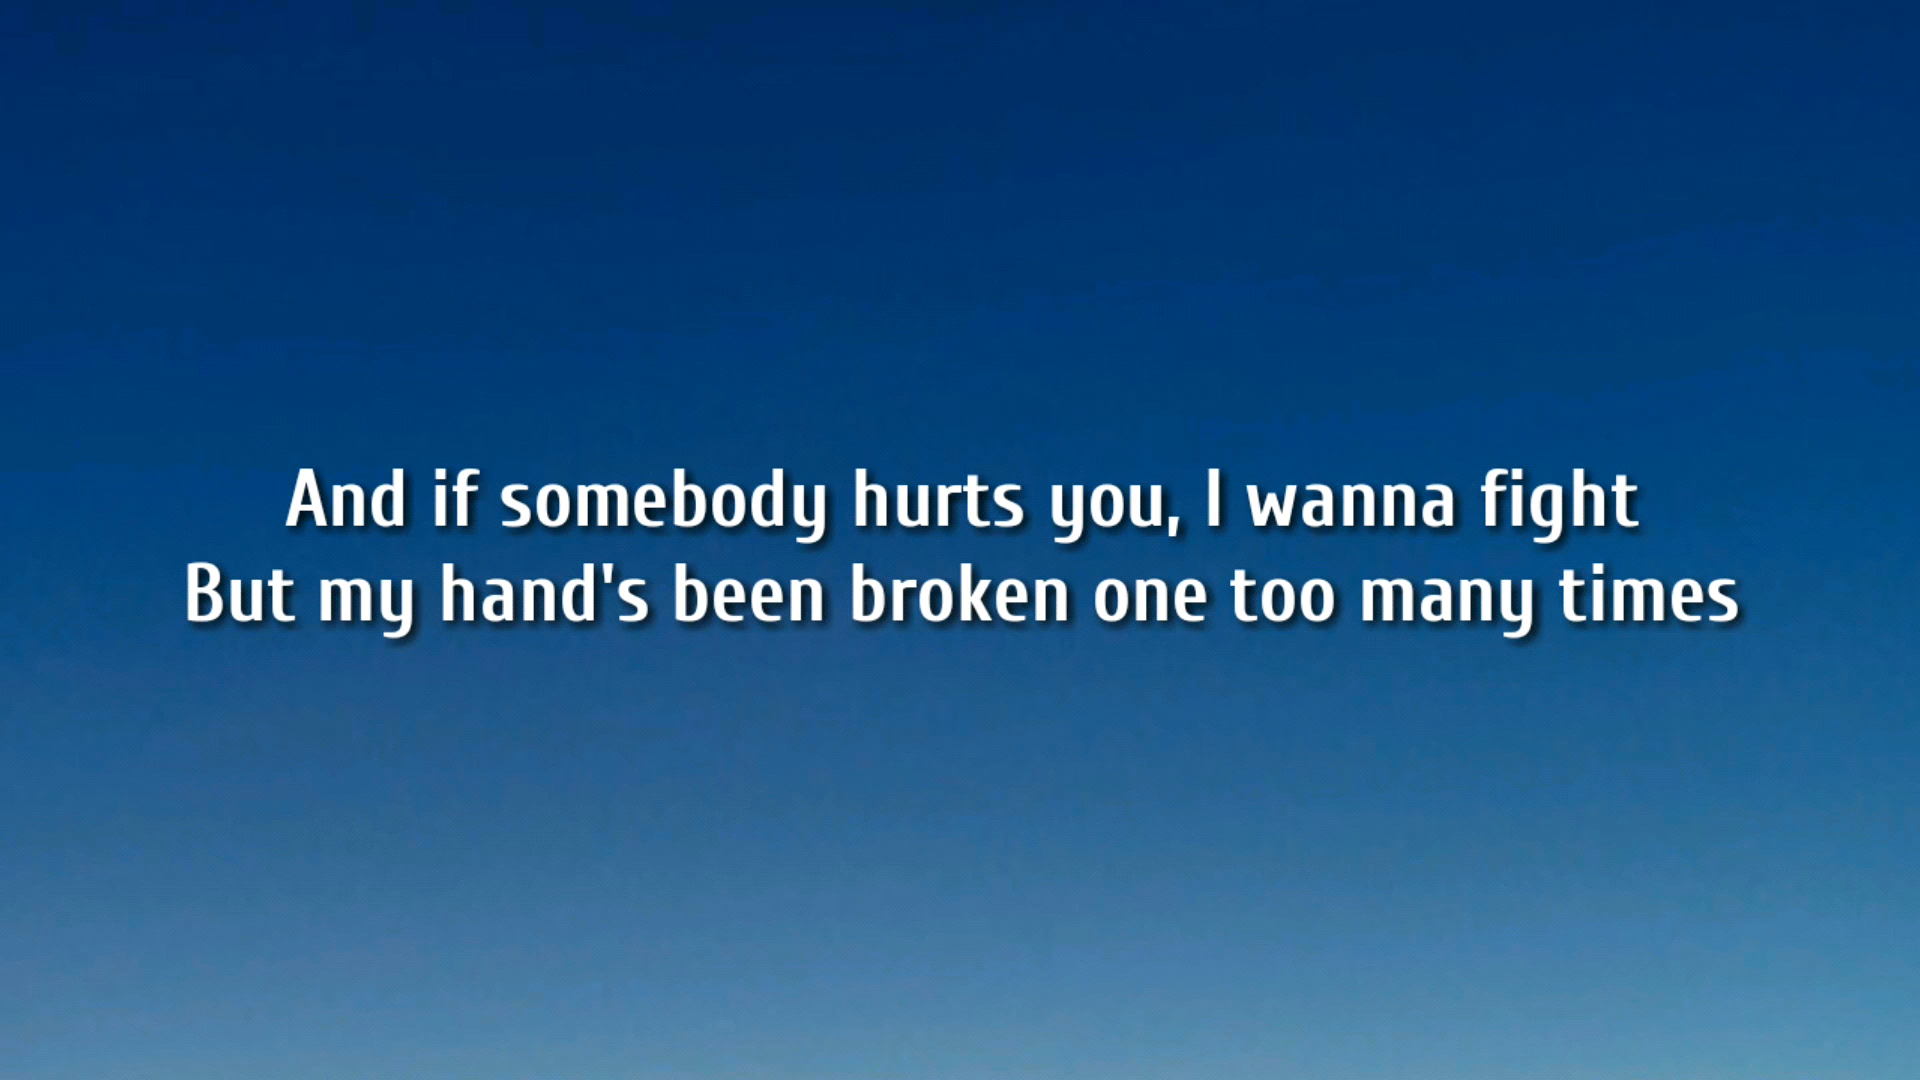 And if somebody hurts you, I wanna fight
But my hand's been broken one too many times